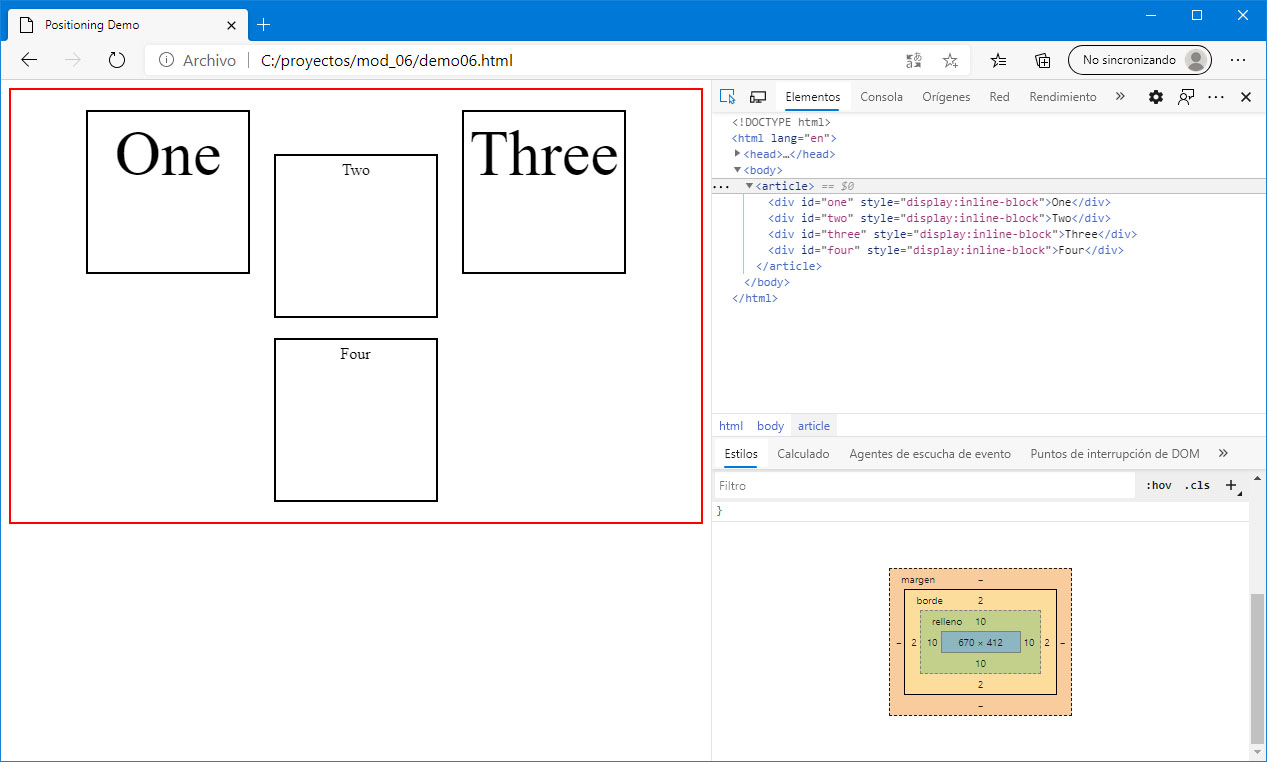 Positioning Demo
Archivo C:/proyectos/mod_06/demo06.html No sincronizando
One Two Three
Four
Elementos Consola Orígenes Red Rendimiento »
<!DOCTYPE html>
<html lang="en">
<head>…</head>
<body>
<article> == $0
<div id="one" style="display:inline-block">One</div>
<div id="two" style="display:inline-block">Two</div>
<div id="three" style="display:inline-block">Three</div>
<div id="four" style="display:inline-block">Four</div>
</article>
</body>
</html>
html body article
Estilos Calculado Agentes de escucha de evento Puntos de interrupción de DOM »
Filtro :hov .cls +
}
margen –
borde 2
relleno 10
– 2 10 670 × 412 10 2 –
10
2
–